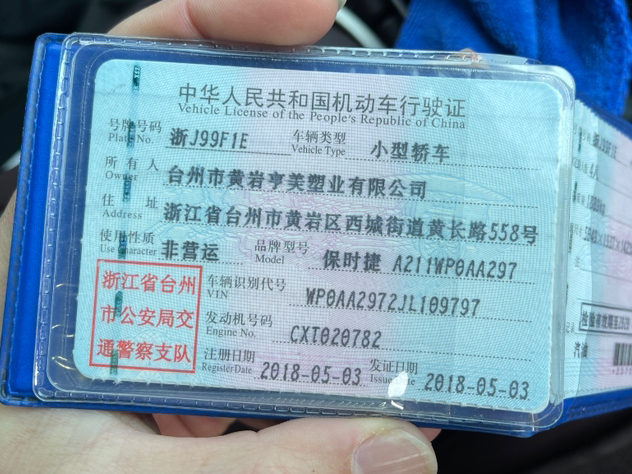 中华人民共和国机动车行驶证
Vehicle License of the People's Republic of China
号牌号码 浙J99F1E 车辆类型 小型轿车
Plate No. Vehicle Type
所有人 台州市黄岩亨美塑业有限公司
Owner
住址 浙江省台州市黄岩区西城街道黄长路558号
Address
使用性质 非营运 品牌型号 保时捷 A211WP0AA297
Use Character Model
浙江省台州
市公安局交
通警察支队
车辆识别代号 WP0AA2972JL109797
VIN
发动机号码 CXT020782
Engine No.
注册日期 2018-05-03 发证日期 2018-05-03
Register Date Issue Date
汽油